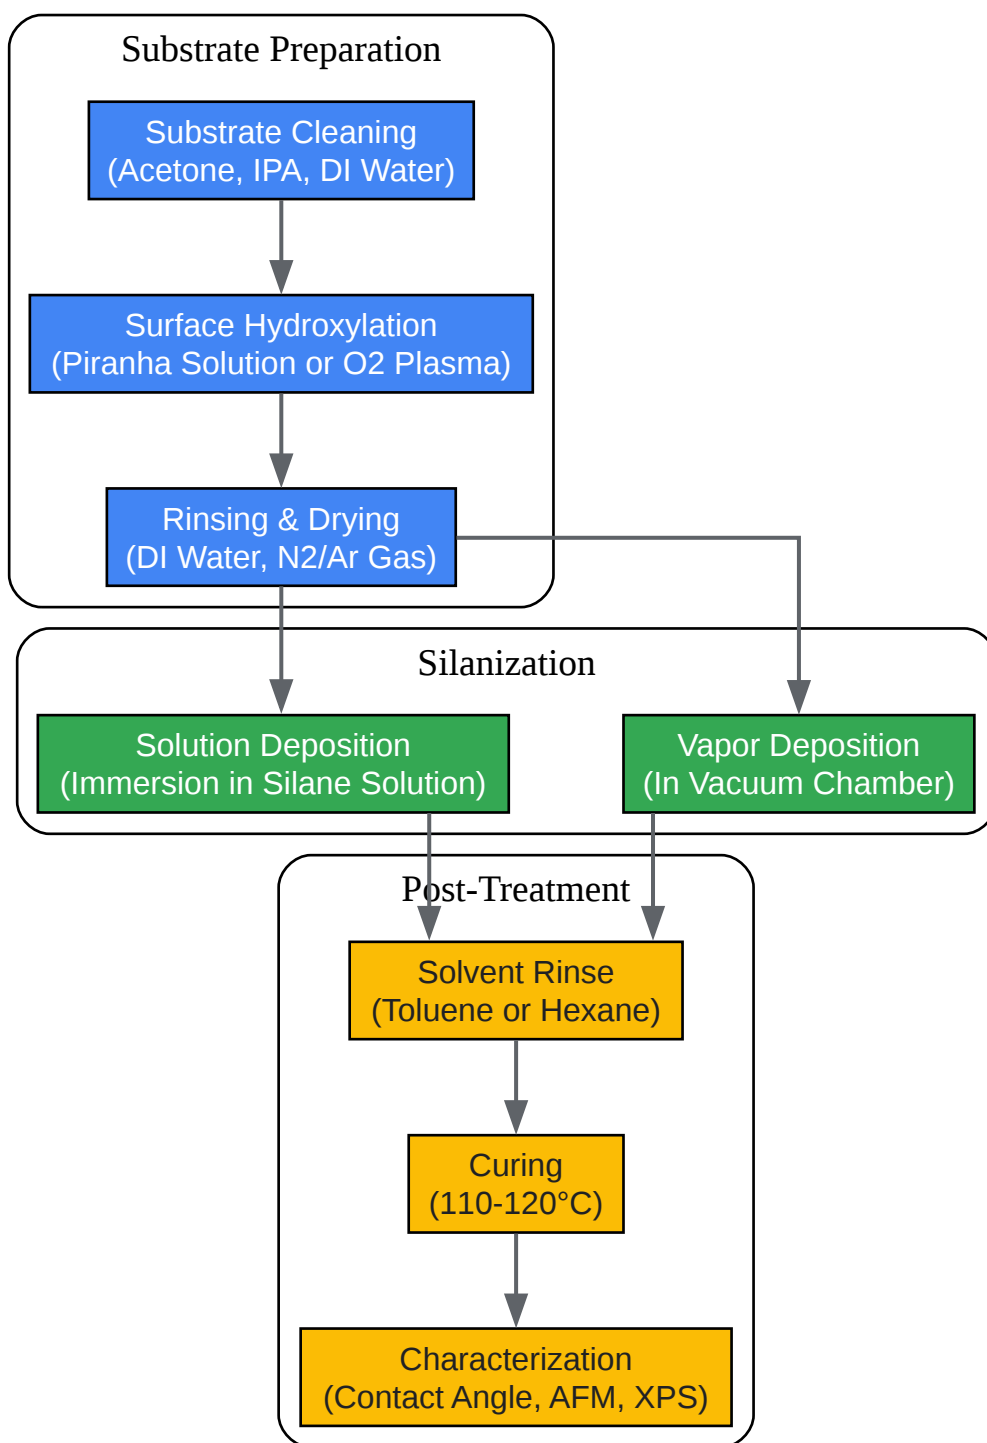 Substrate Preparation
Substrate Cleaning
(Acetone, IPA, DI Water)
Surface Hydroxylation
(Piranha Solution or O2 Plasma)
Rinsing & Drying
(DI Water, N2/Ar Gas)
Silanization
Solution Deposition
(Immersion in Silane Solution)
Vapor Deposition
(In Vacuum Chamber)
Post-Treatment
Solvent Rinse
(Toluene or Hexane)
Curing
(110-120°C)
Characterization
(Contact Angle, AFM, XPS)